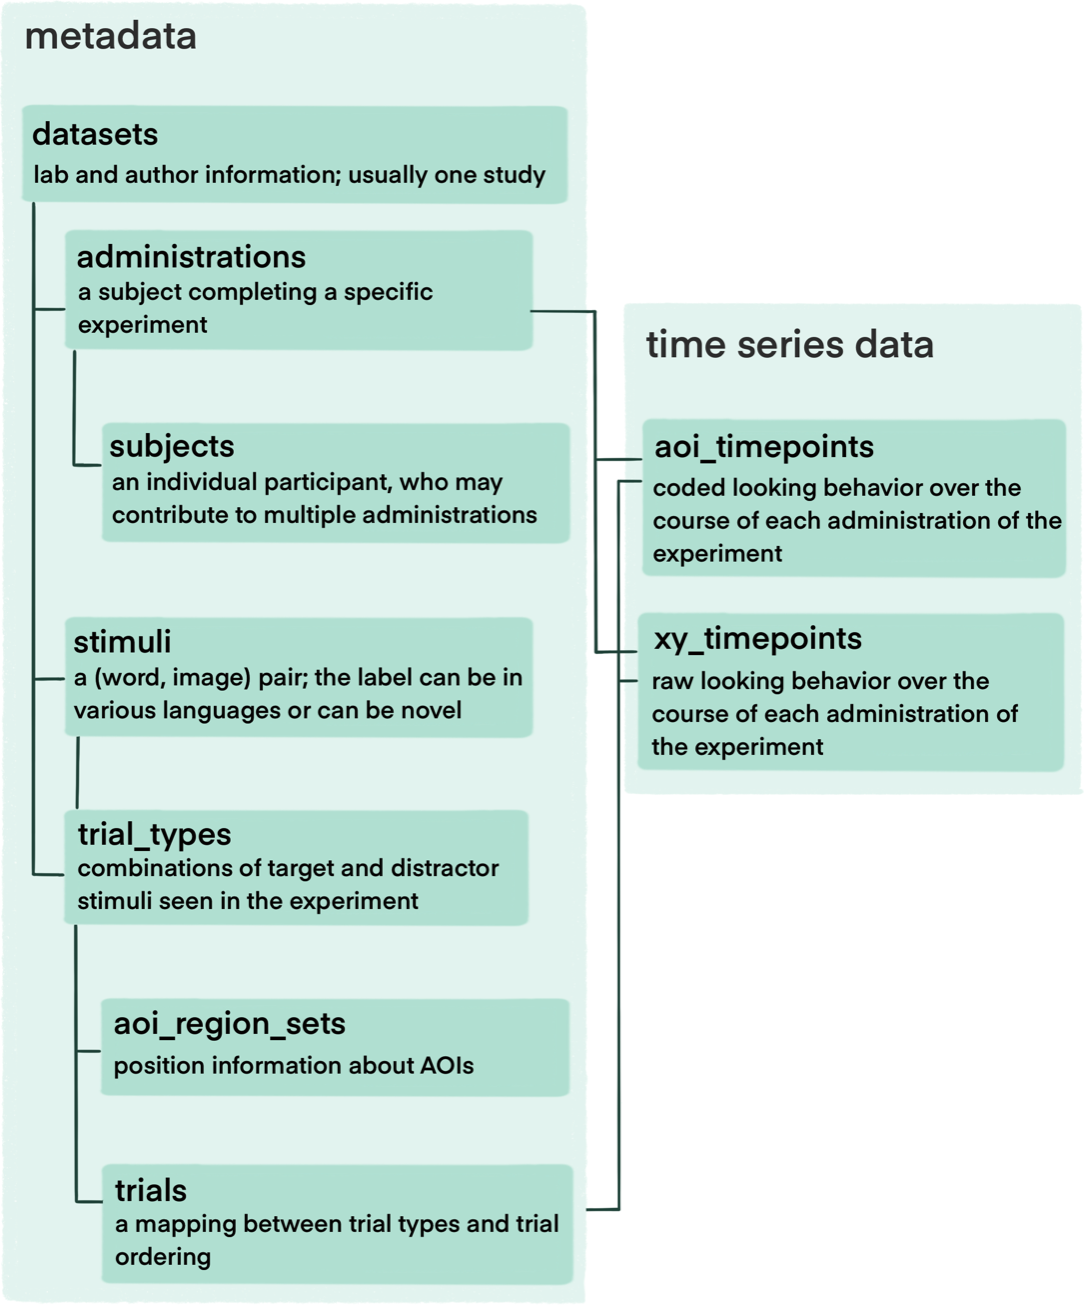 metadata
datasets
lab and author information; usually one study
administrations
a subject completing a specific
experiment
subjects
an individual participant, who may
contribute to multiple administrations
stimuli
a (word, image) pair; the label can be in
various languages or can be novel
trial_types
combinations of target and distractor
stimuli seen in the experiment
aoi_region_sets
position information about AOIs
trials
a mapping between trial types and trial
ordering
time series data
aoi_timepoints
coded looking behavior over the
course of each administration of the
experiment
xy_timepoints
raw looking behavior over the
course of each administration of
the experiment